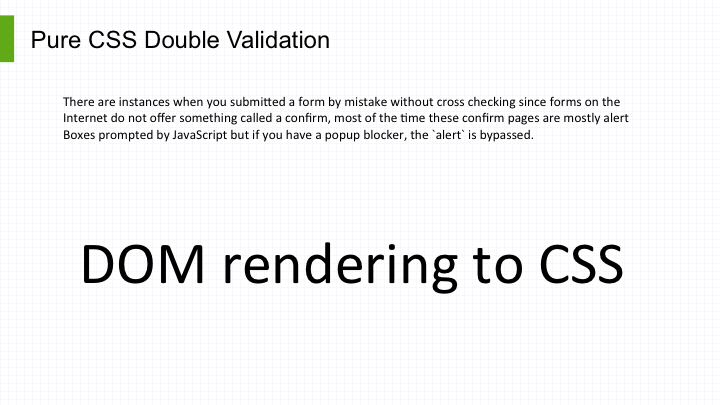 Pure CSS Double Validation
There are instances when you submitted a form by mistake without cross checking since forms on the
Internet do not offer something called a confirm, most of the time these confirm pages are mostly alert
Boxes prompted by JavaScript but if you have a popup blocker, the `alert` is bypassed.
DOM rendering to CSS